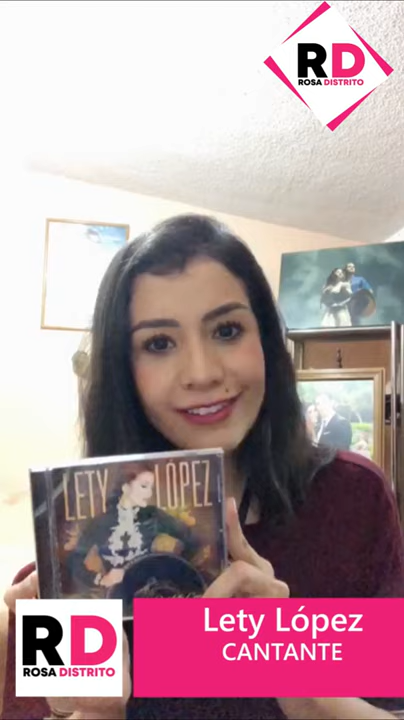 RD
ROSA DISTRITO
LETY LÓPEZ
RD
ROSA DISTRITO
Lety López
CANTANTE